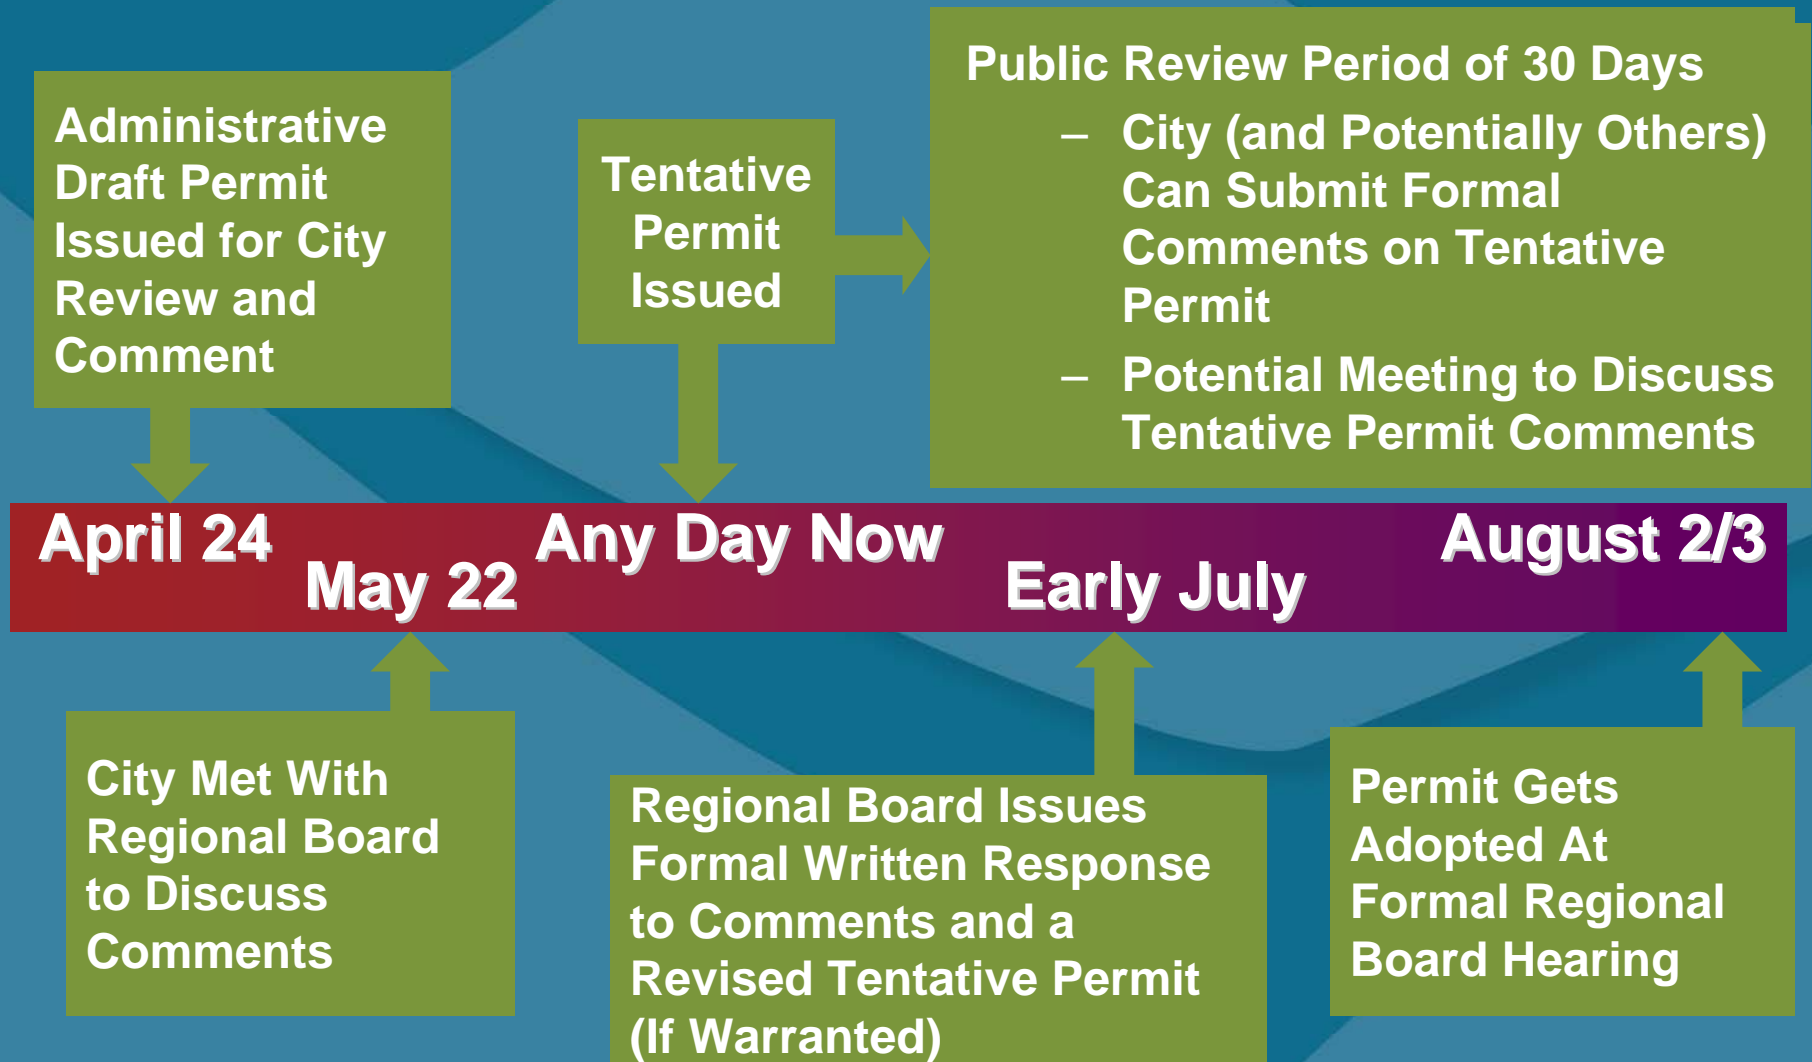 Administrative
Draft Permit
Issued for City
Review and
Comment
Tentative
Permit
Issued
Public Review Period of 30 Days
– City (and Potentially Others)
Can Submit Formal
Comments on Tentative
Permit
– Potential Meeting to Discuss
Tentative Permit Comments
April 24
May 22
Any Day Now
Early July
August 2/3
City Met With
Regional Board
to Discuss
Comments
Regional Board Issues
Formal Written Response
to Comments and a
Revised Tentative Permit
(If Warranted)
Permit Gets
Adopted At
Formal Regional
Board Hearing